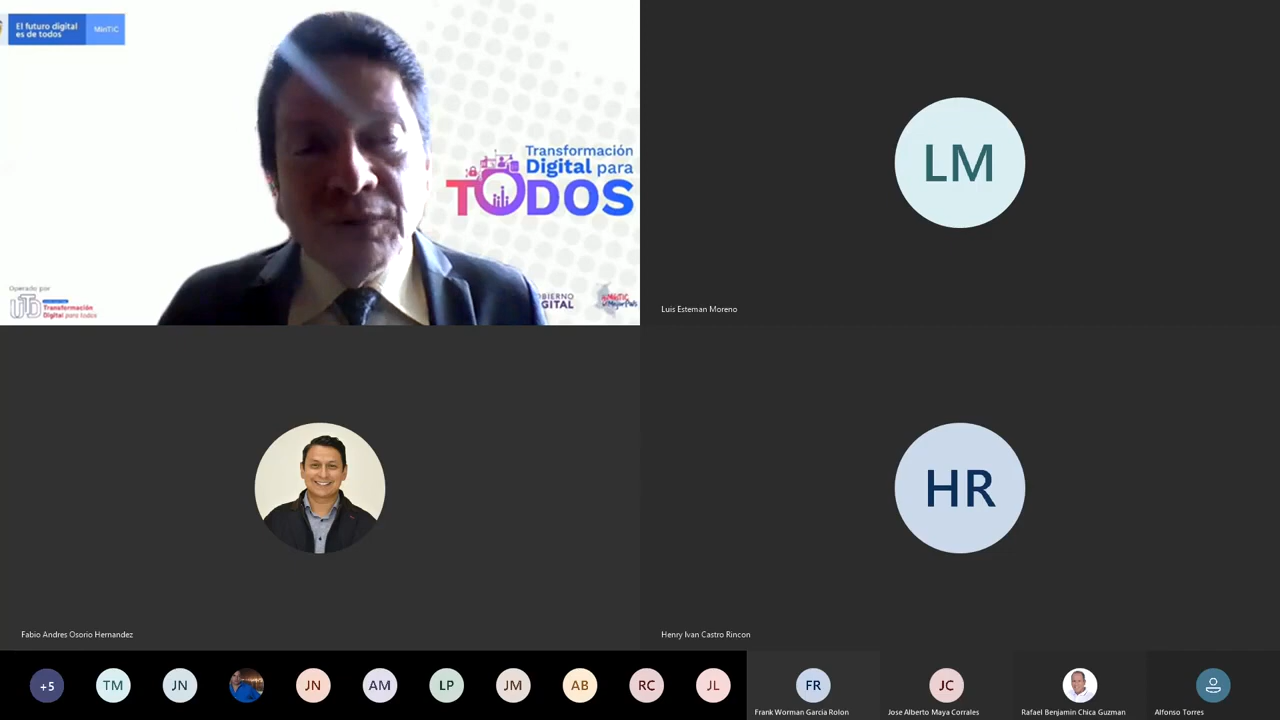 El futuro digital
es de todos
MinTIC
Transformación
Digital para
TODOS
Operado por
UTD
Transformación
Digital para todos
GITAL
LM
Luis Esteman Moreno
Fabio Andres Osorio Hernandez
HR
Henry Ivan Castro Rincon
+5
TM
JN
JN
AM
LP
JM
AB
RC
JL
FR
Frank Worman Garcia Rolon
JC
Jose Alberto Maya Corrales
Rafael Benjamin Chica Guzman
Alfonso Torres